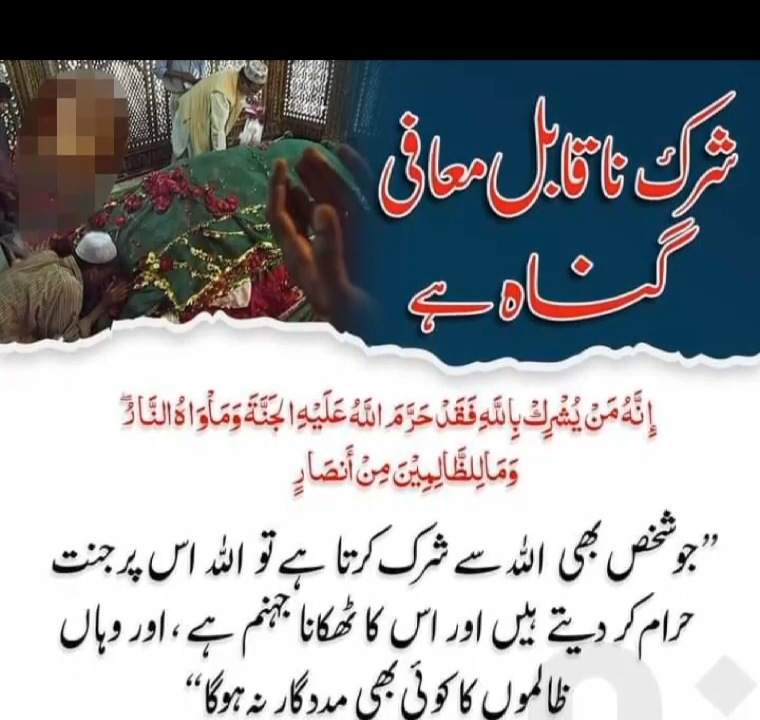 شرک ناقابل معافی
گناہ ہے
إِنَّهُ مَنْ يُشْرِكْ بِاللَّهِ فَقَدْ حَرَّمَ اللَّهُ عَلَيْهِ الْجَنَّةَ وَمَأْوَاهُ النَّارُ ۖ
وَمَا لِلظَّالِمِيْنَ مِنْ أَنصَارٍ
”جو شخص بھی اللہ سے شرک کرتا ہے تو اللہ اس پر جنت
حرام کر دیتے ہیں اور اس کا ٹھکانا جہنم ہے، اور وہاں
ظالموں کا کوئی بھی مددگار نہ ہوگا“